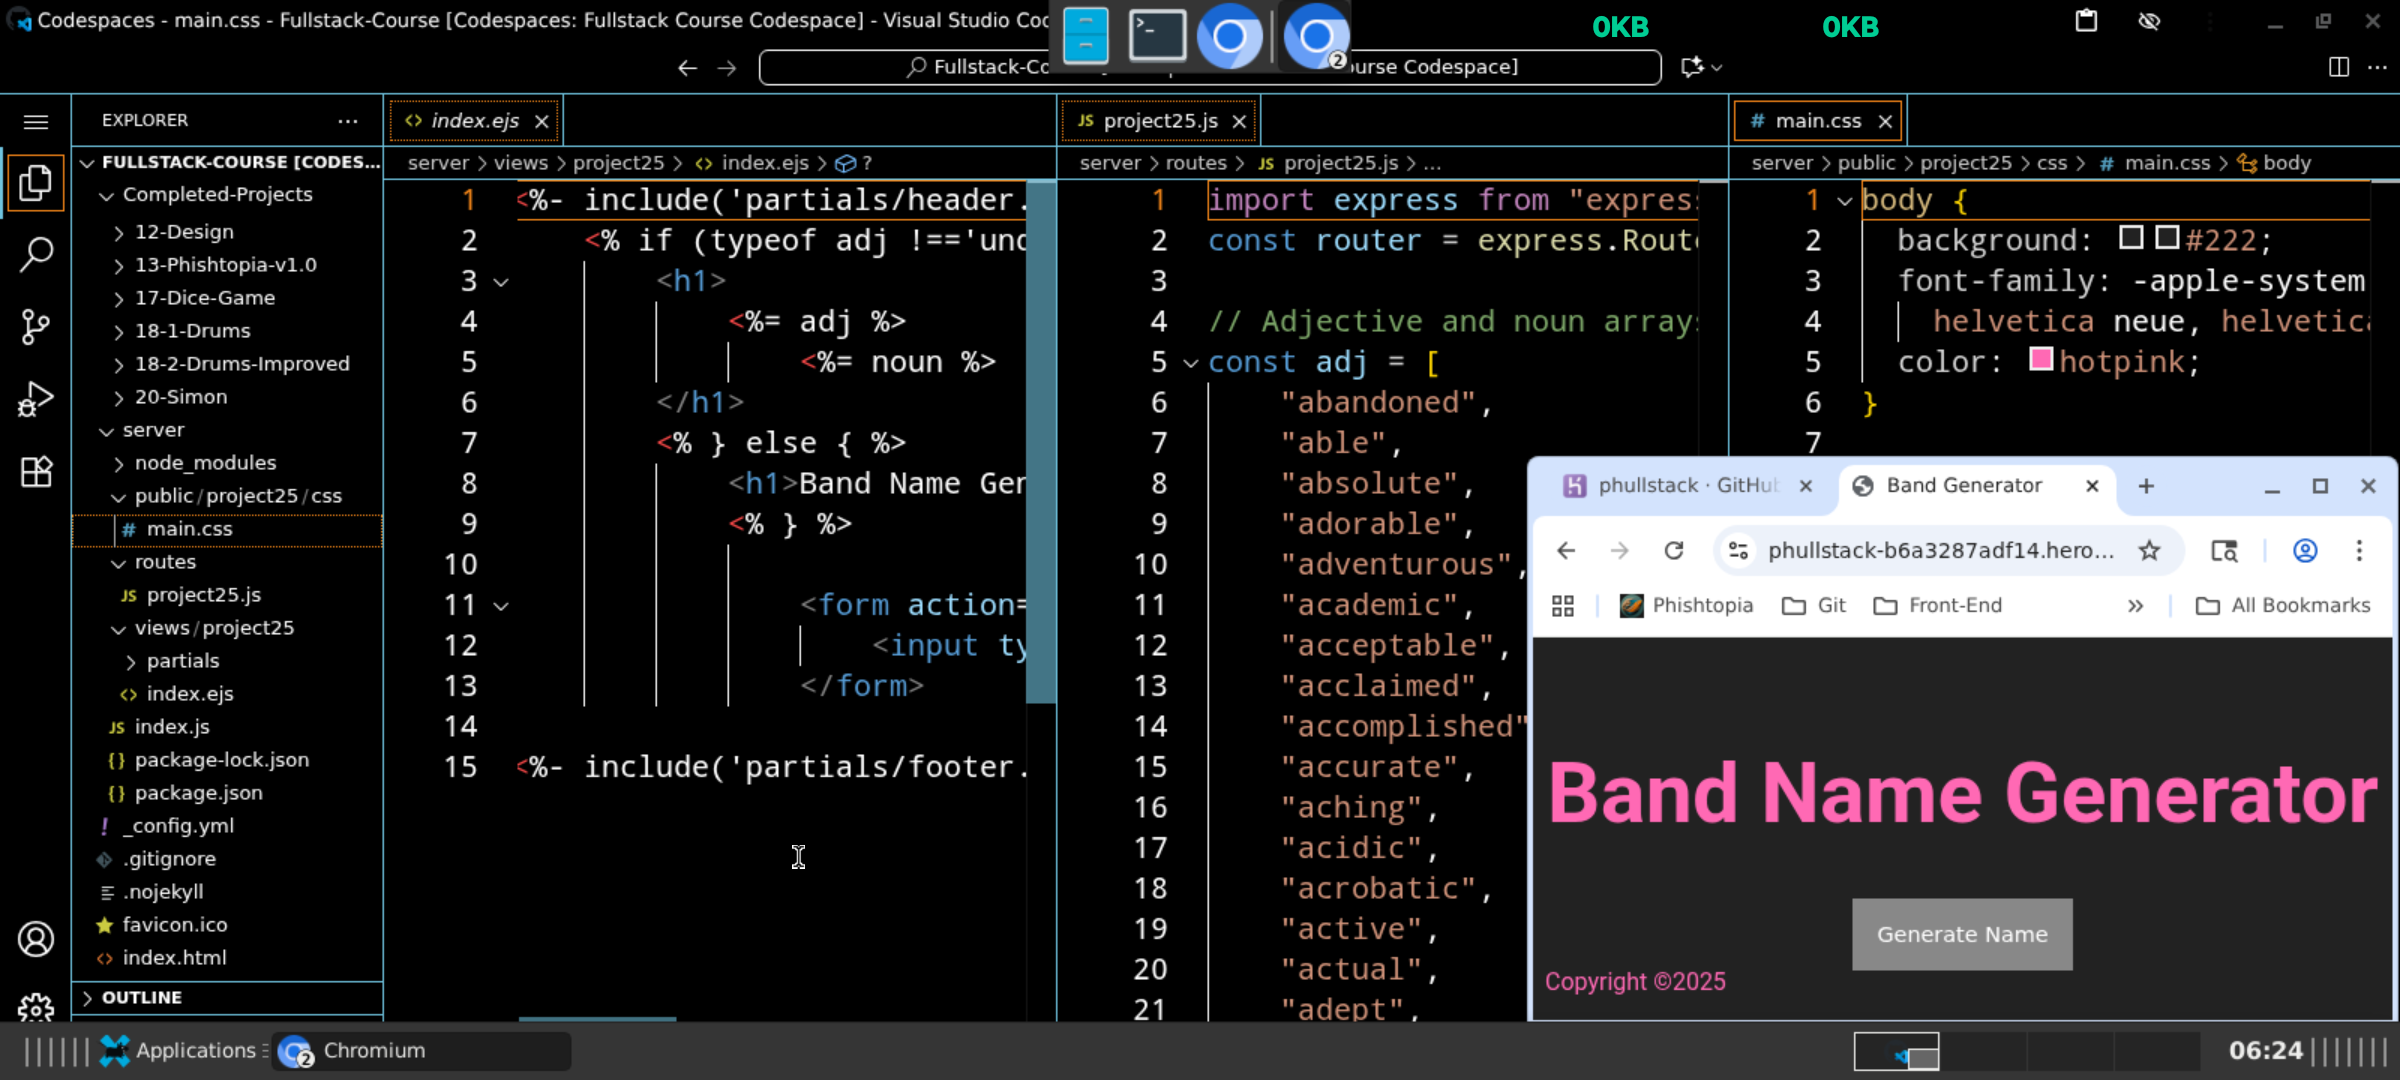 Codespaces - main.css - Fullstack-Course [Codespaces: Fullstack Course Codespace] - Visual Studio
0KB
0KB
Fullstack-Co
urse Codespace]
EXPLORER
FULLSTACK-COURSE [CODES...
Completed-Projects
12-Design
13-Phishtopia-v1.0
17-Dice-Game
18-1-Drums
18-2-Drums-Improved
20-Simon
server
node_modules
public/project25/css
# main.css
routes
JS project25.js
views/project25
partials
<> index.ejs
JS index.js
{} package-lock.json
{} package.json
! _config.yml
.gitignore
.nojekyll
favicon.ico
<> index.html
OUTLINE
<> index.ejs
server > views > project25 > <> index.ejs > ?
1 <%- include('partials/header.
2 <% if (typeof adj !=='und
3 <h1>
4 <%= adj %>
5 <%= noun %>
6 </h1>
7 <% } else { %>
8 <h1>Band Name Gen
9 <% } %>
10
11 <form action=
12 <input ty
13 </form>
14
15 <%- include('partials/footer.
JS project25.js
server > routes > JS project25.js > ...
1 import express from "express
2 const router = express.Route
3
4 // Adjective and noun arrays
5 const adj = [
6 "abandoned",
7 "able",
8 "absolute",
9 "adorable",
10 "adventurous",
11 "academic",
12 "acceptable",
13 "acclaimed",
14 "accomplished"
15 "accurate",
16 "aching",
17 "acidic",
18 "acrobatic",
19 "active",
20 "actual",
21 "adept",
# main.css
server > public > project25 > css > # main.css > body
1 body {
2 background: #222;
3 font-family: -apple-system
4 helvetica neue, helvetica
5 color: hotpink;
6 }
7
phullstack · GitHub
Band Generator
phullstack-b6a3287adf14.hero...
Phishtopia
Git
Front-End
All Bookmarks
Band Name Generator
Generate Name
Copyright ©2025
Applications
2 Chromium
06:24